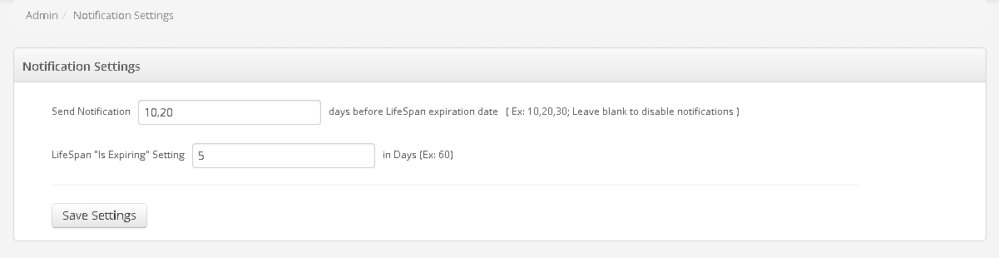 Admin / Notification Settings
Notification Settings
Send Notification 10,20 days before LifeSpan expiration date ( Ex: 10,20,30; Leave blank to disable notifications )
LifeSpan "Is Expiring" Setting 5 in Days (Ex: 60)
Save Settings